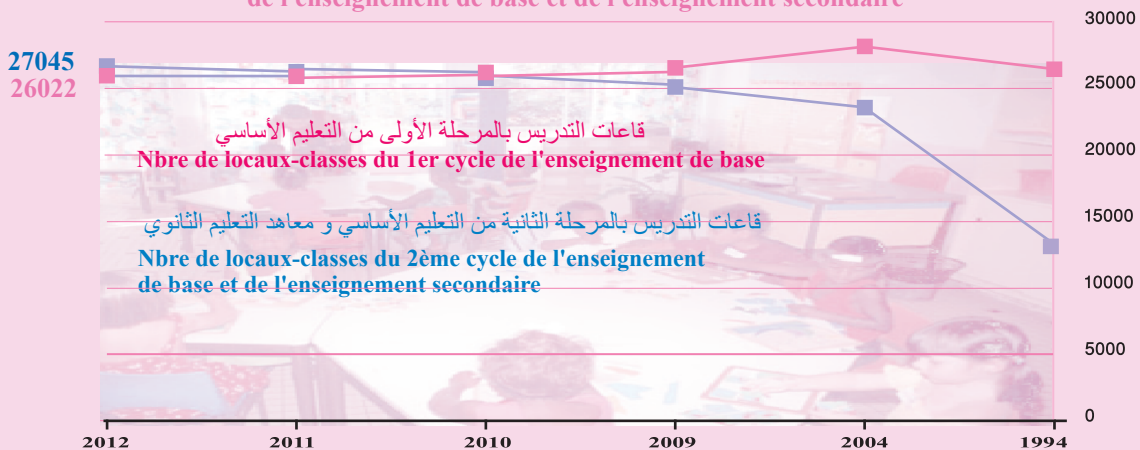 de l'enseignement de base et de l'enseignement secondaire
30000
27045
26022
25000
قاعات التدريس بالمرحلة الأولى من التعليم الأساسي
Nbre de locaux-classes du 1er cycle de l'enseignement de base
20000
قاعات التدريس بالمرحلة الثانية من التعليم الأساسي و معاهد التعليم الثانوي
15000
Nbre de locaux-classes du 2ème cycle de l'enseignement
de base et de l'enseignement secondaire
10000
5000
0
2012 2011 2010 2009 2004 1994